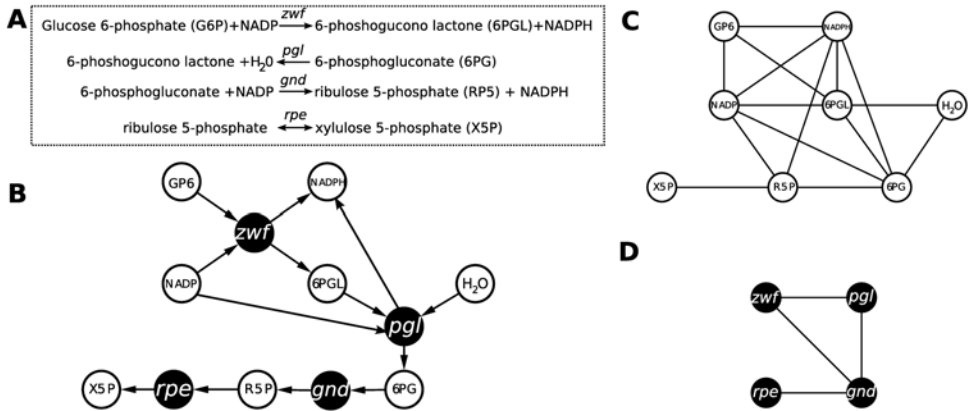 A
zwf
Glucose 6-phosphate (G6P)+NADP 6-phoshogucono lactone (6PGL)+NADPH
pgl
6-phoshogucono lactone +H₂0 6-phosphogluconate (6PG)
gnd
6-phosphogluconate +NADP ribulose 5-phosphate (RP5) + NADPH
rpe
ribulose 5-phosphate xylulose 5-phosphate (X5P)
B
GP6 NADPH
zwf
NADP 6PGL H₂O
pgl
X5P rpe R5P gnd 6PG
C
GP6 NADPH
NADP 6PGL H₂O
X5P R5P 6PG
D
zwf pgl
rpe gnd